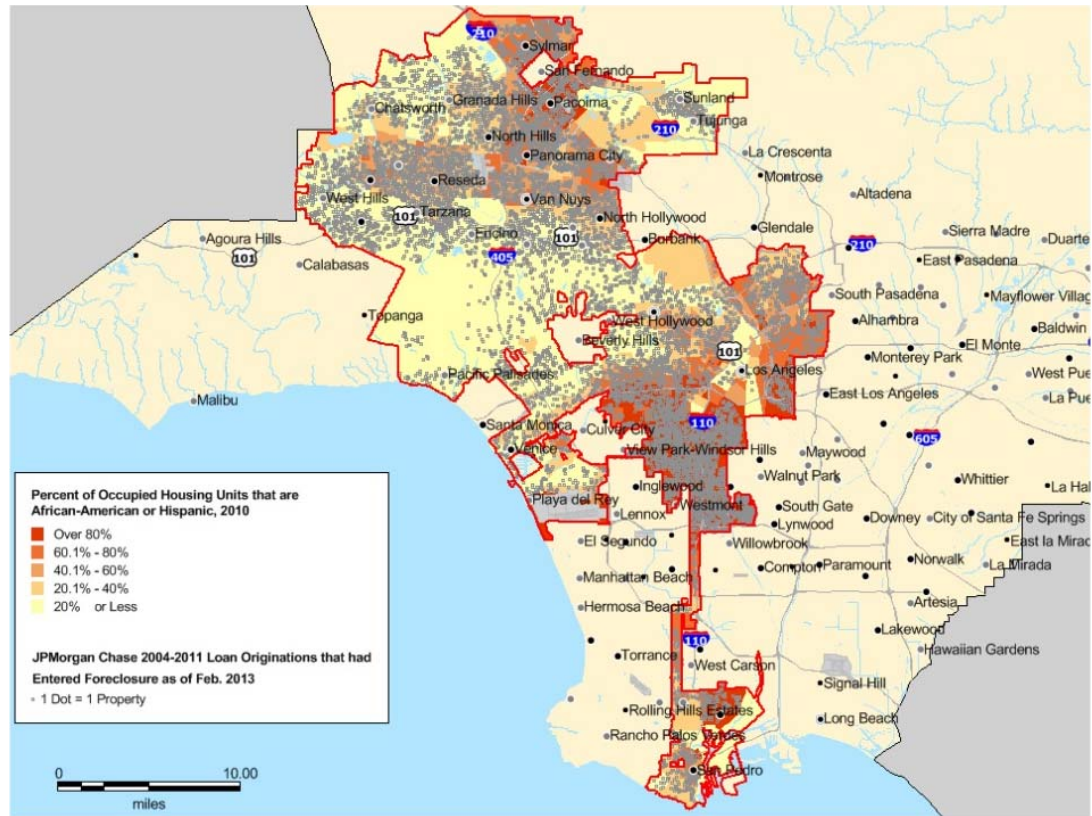 210
Sylmar
San Fernando
Granada Hills
Pacoima
Sunland
Chatsworth
Tujunga
210
North Hills
La Crescenta
Panorama City
Montrose
Reseda
Altadena
West Hills
Van Nuys
101
Tarzana
North Hollywood
Glendale
Sierra Madre
Encino
101
Burbank
210
Duarte
Agoura Hills
101
405
East Pasadena
Calabasas
South Pasadena
Mayflower Villa
Topanga
West Hollywood
Alhambra
Baldwin
Beverly Hills
101
El Monte
Monterey Park
Los Angeles
West Pue
Pacific Palisades
East Los Angeles
La Pue
Malibu
Santa Monica
Culver City
110
605
Venice
View Park-Windsor Hills
Maywood
Walnut Park
Whittier
Inglewood
La Hal
Playa del Rey
Westmont
South Gate
Lennox
Lynwood
Downey
City of Santa Fe Springs
El Segundo
Willowbrook
East la Mirad
Compton
Paramount
Norwalk
La Mirada
Manhattan Beach
Artesia
Hermosa Beach
110
Lakewood
Torrance
West Carson
Hawaiian Gardens
Signal Hill
Rolling Hills Estates
Long Beach
Rancho Palos Verdes
San Pedro
Percent of Occupied Housing Units that are
African-American or Hispanic, 2010
Over 80%
60.1% - 80%
40.1% - 60%
20.1% - 40%
20% or Less
JPMorgan Chase 2004-2011 Loan Originations that had
Entered Foreclosure as of Feb. 2013
1 Dot = 1 Property
0 10.00
miles